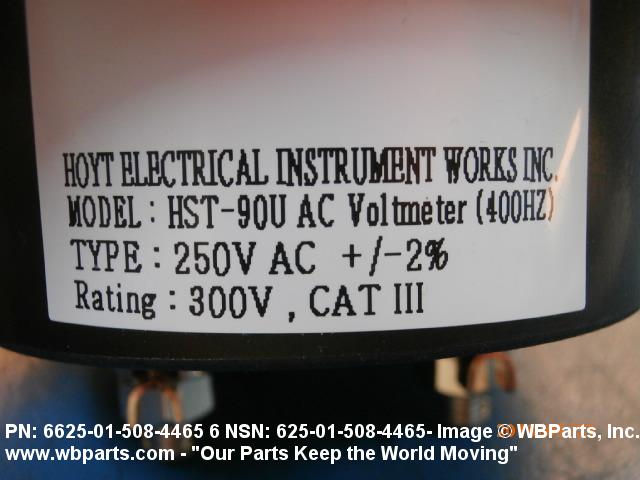 HOYT ELECTRICAL INSTRUMENT WORKS INC.
MODEL : HST-90U AC Voltmeter (400HZ)
TYPE : 250V AC +/-2%
Rating : 300V , CAT III
PN: 6625-01-508-4465 6 NSN: 625-01-508-4465- Image © WBParts, Inc.
www.wbparts.com - "Our Parts Keep the World Moving"